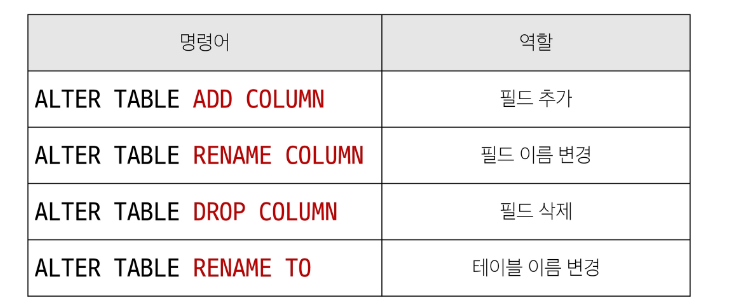 명령어 역할
ALTER TABLE ADD COLUMN 필드 추가
ALTER TABLE RENAME COLUMN 필드 이름 변경
ALTER TABLE DROP COLUMN 필드 삭제
ALTER TABLE RENAME TO 테이블 이름 변경